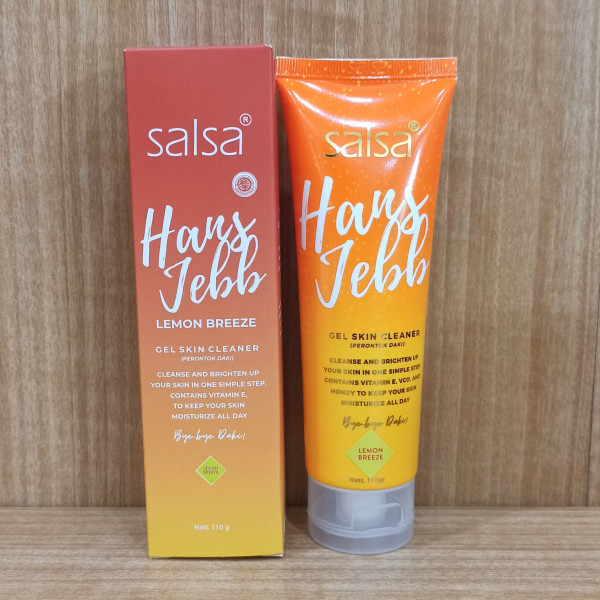 salsa®
Hans
Jebb
LEMON BREEZE
GEL SKIN CLEANER
(PERONTOK DAKI)
CLEANSE AND BRIGHTEN UP
YOUR SKIN IN ONE SIMPLE STEP.
CONTAINS VITAMIN E,
TO KEEP YOUR SKIN
MOISTURIZE ALL DAY
Bye-bye Daki!
LEMON
BREEZE
Nett. 110 g
salsa®
Hans
Jebb
GEL SKIN CLEANER
(PERONTOK DAKI)
CLEANSE AND BRIGHTEN UP
YOUR SKIN IN ONE SIMPLE STEP.
CONTAINS VITAMIN E, VCO, AND
HONEY TO KEEP YOUR SKIN
MOISTURIZE ALL DAY
Bye-bye Daki!
LEMON
BREEZE
Nett. 110gr